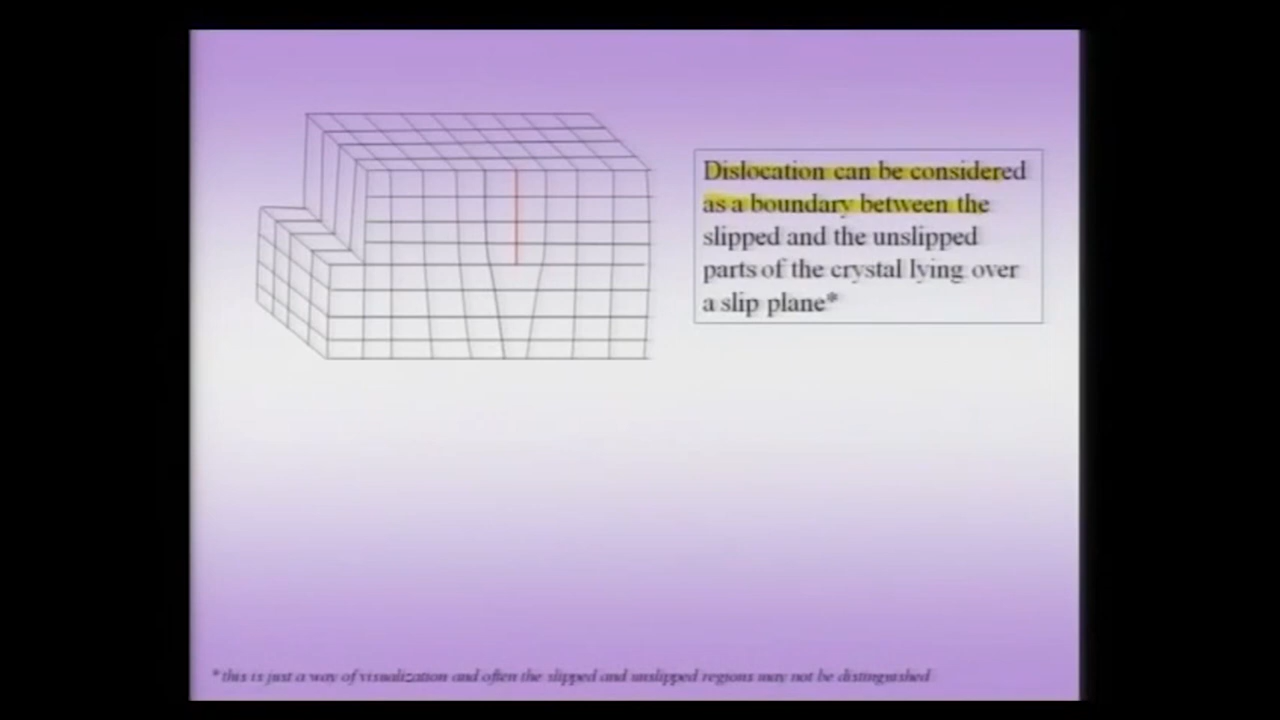 Dislocation can be considered
as a boundary between the
slipped and the unslipped
parts of the crystal lying over
a slip plane*
*this is just a way of visualization and often the slipped and unslipped regions may not be distinguished